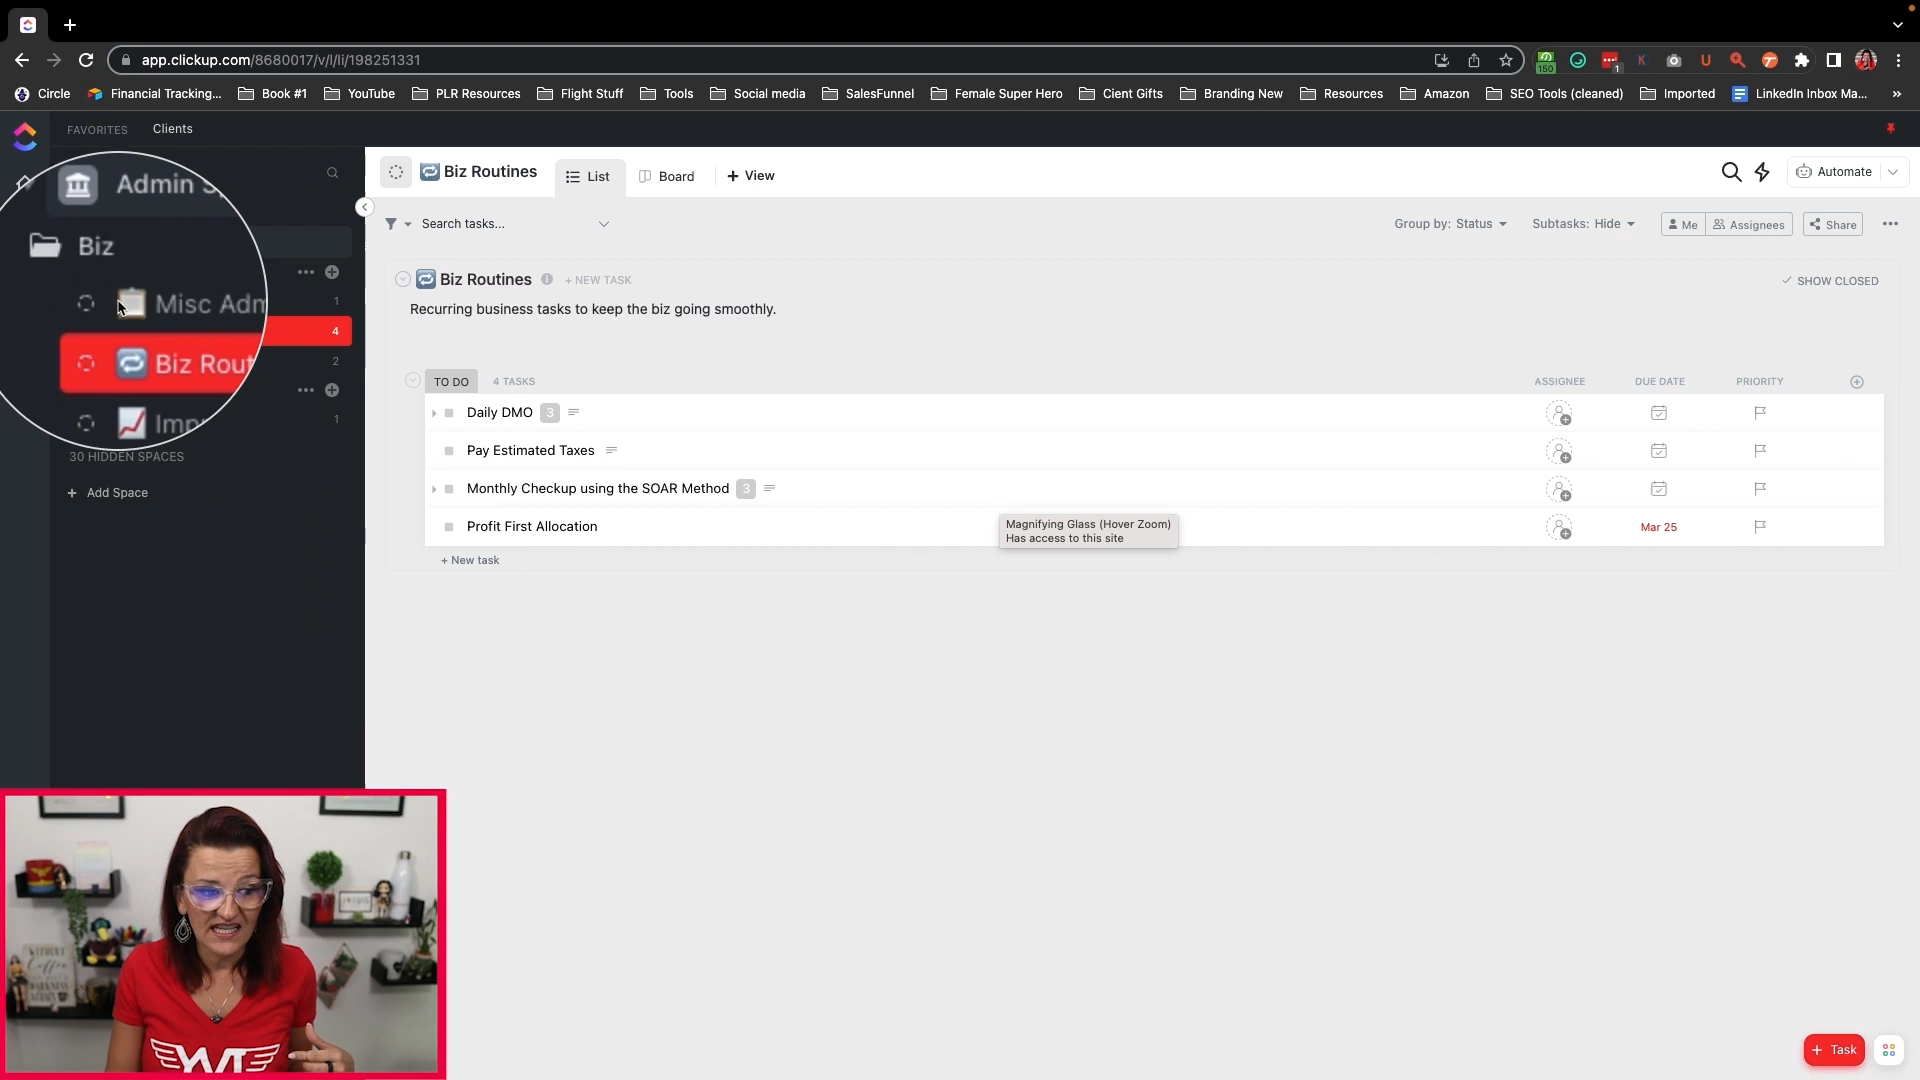 app.clickup.com/8680017/v/l/li/198251331
150
1
Circle
Financial Tracking...
Book #1
YouTube
PLR Resources
Flight Stuff
Tools
Social media
SalesFunnel
Female Super Hero
Cient Gifts
Branding New
Resources
Amazon
SEO Tools (cleaned)
Imported
LinkedIn Inbox Ma...
»
FAVORITES
Clients
Admin S
Biz
Misc Adm
1
Biz Rout
4
2
Imp
1
30 HIDDEN SPACES
+ Add Space
Biz Routines
List
Board
+ View
Automate
Search tasks...
Group by: Status
Subtasks: Hide
Me
Assignees
Share
Biz Routines
+ NEW TASK
SHOW CLOSED
Recurring business tasks to keep the biz going smoothly.
TO DO
4 TASKS
ASSIGNEE
DUE DATE
PRIORITY
Daily DMO 3
Pay Estimated Taxes
Monthly Checkup using the SOAR Method 3
Profit First Allocation
Mar 25
Magnifying Glass (Hover Zoom)
Has access to this site
+ New task
+ Task